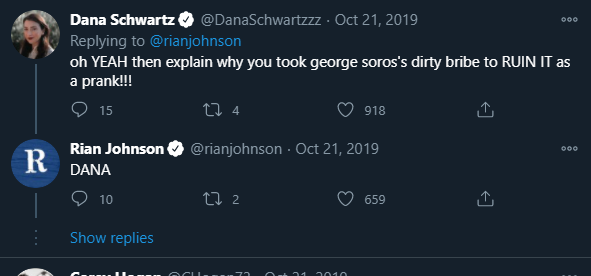 Dana Schwartz @DanaSchwartzzz · Oct 21, 2019
Replying to @rianjohnson
oh YEAH then explain why you took george soros's dirty bribe to RUIN IT as
a prank!!!
15 4 918
R
Rian Johnson @rianjohnson · Oct 21, 2019
DANA
10 2 659
Show replies